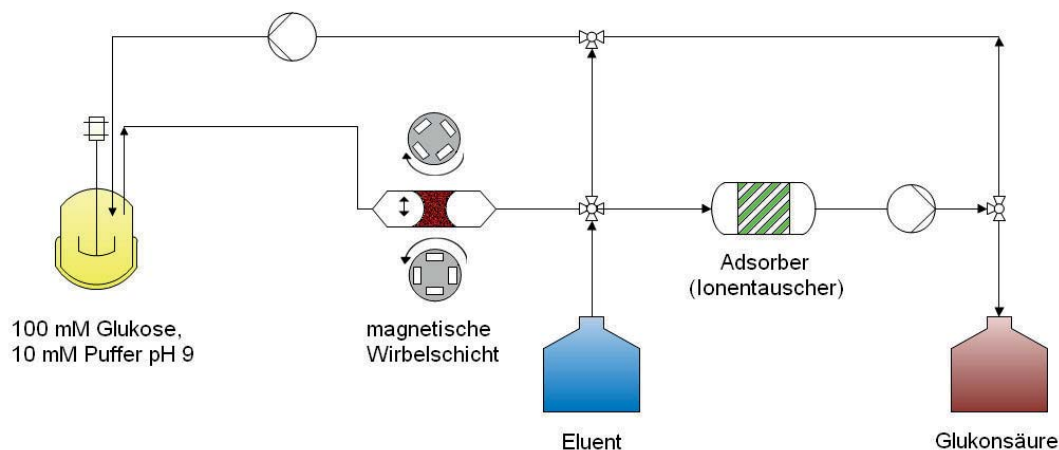 100 mM Glukose,
10 mM Puffer pH 9
magnetische
Wirbelschicht
Adsorber
(Ionentauscher)
Eluent
Glukonsäure